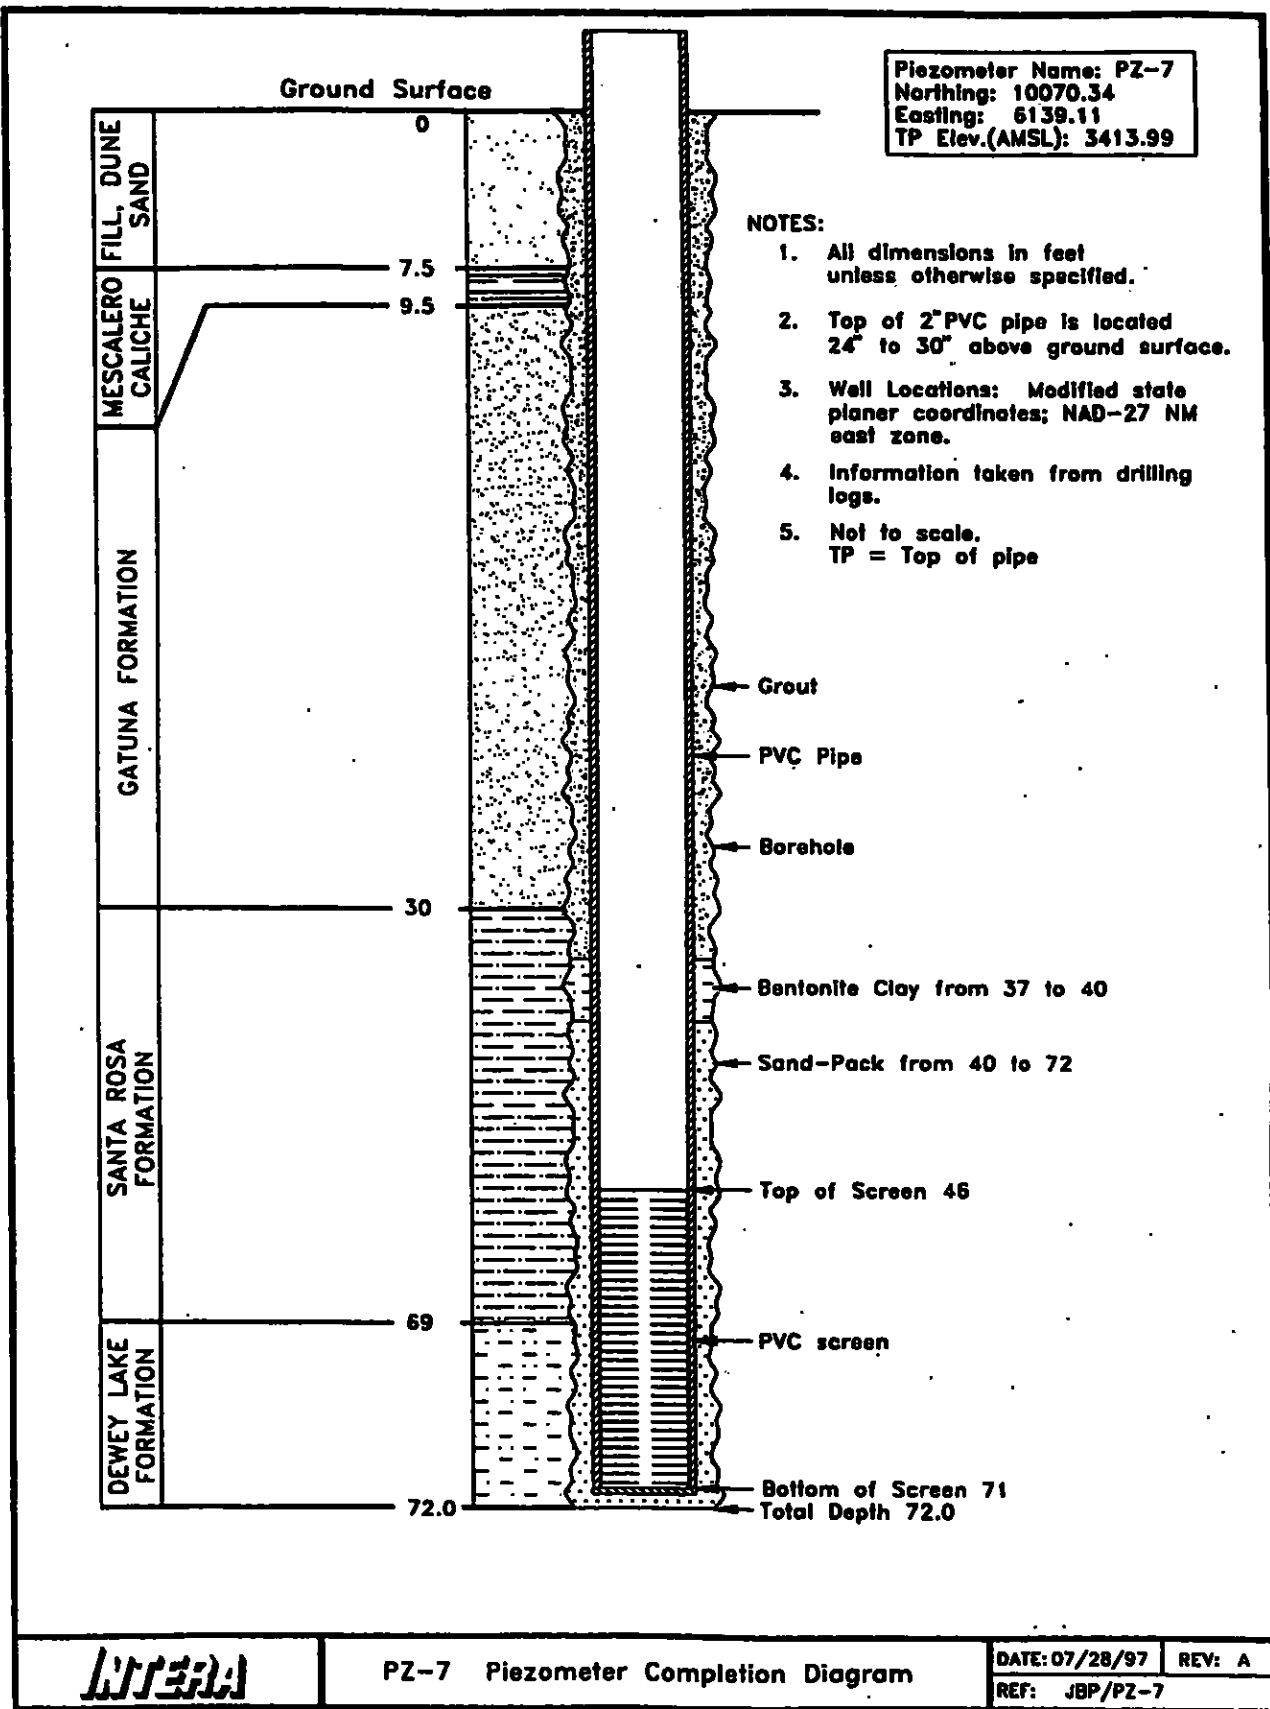 Piezometer Name: PZ-7
Northing: 10070.34
Easting: 6139.11
TP Elev.(AMSL): 3413.99
Ground Surface
0
FILL, DUNE
SAND
7.5
MESCALERO
CALICHE
9.5
GATUNA FORMATION
30
SANTA ROSA
FORMATION
69
DEWEY LAKE
FORMATION
72.0
NOTES:
1. All dimensions in feet
unless otherwise specified.
2. Top of 2" PVC pipe is located
24" to 30" above ground surface.
3. Well Locations: Modified state
planer coordinates; NAD-27 NM
east zone.
4. Information taken from drilling
logs.
5. Not to scale.
TP = Top of pipe
Grout
PVC Pipe
Borehole
Bentonite Clay from 37 to 40
Sand-Pack from 40 to 72
Top of Screen 46
PVC screen
Bottom of Screen 71
Total Depth 72.0
INTERA
PZ-7 Piezometer Completion Diagram
DATE: 07/28/97
REV: A
REF: JBP/PZ-7